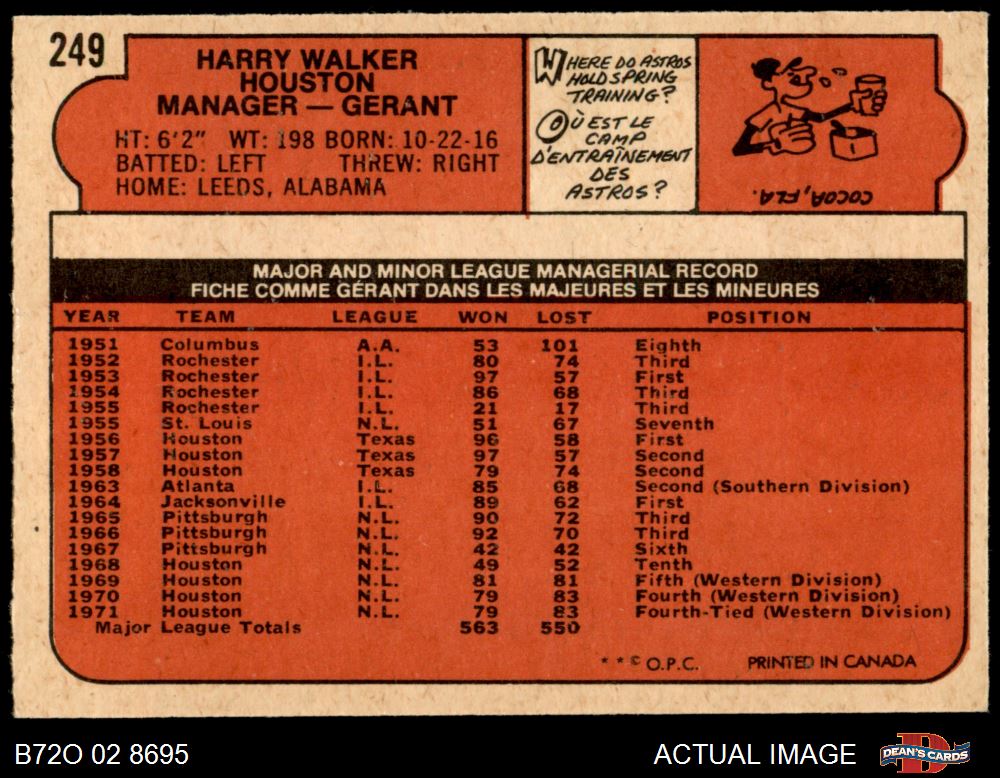 249
HARRY WALKER
HOUSTON
MANAGER — GERANT
HT: 6'2" WT: 198 BORN: 10-22-16
BATTED: LEFT THREW: RIGHT
HOME: LEEDS, ALABAMA
WHERE DO ASTROS
HOLD SPRING
TRAINING?
OÙ EST LE
CAMP
D'ENTRAÎNEMENT
DES
ASTROS?
COCOA, FLA.
MAJOR AND MINOR LEAGUE MANAGERIAL RECORD
FICHE COMME GÉRANT DANS LES MAJEURES ET LES MINEURES
YEAR TEAM LEAGUE WON LOST POSITION
1951 Columbus A.A. 53 101 Eighth
1952 Rochester I.L. 80 74 Third
1953 Rochester I.L. 97 57 First
1954 Rochester I.L. 86 68 Third
1955 Rochester I.L. 21 17 Third
1955 St. Louis N.L. 51 67 Seventh
1956 Houston Texas 96 58 First
1957 Houston Texas 97 57 Second
1958 Houston Texas 79 74 Second
1963 Atlanta I.L. 85 68 Second (Southern Division)
1964 Jacksonville I.L. 89 62 First
1965 Pittsburgh N.L. 90 72 Third
1966 Pittsburgh N.L. 92 70 Third
1967 Pittsburgh N.L. 42 42 Sixth
1968 Houston N.L. 49 52 Tenth
1969 Houston N.L. 81 81 Fifth (Western Division)
1970 Houston N.L. 79 83 Fourth (Western Division)
1971 Houston N.L. 79 83 Fourth-Tied (Western Division)
Major League Totals 563 550
* * © O.P.C. PRINTED IN CANADA
B72O 02 8695 ACTUAL IMAGE DEAN'S CARDS